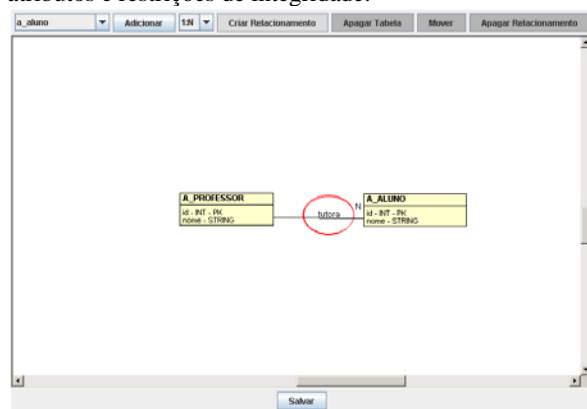 atributos e restrições de integridade.
a_aluno Adicionar 1:N Criar Relacionamento Apagar Tabela Mover Apagar Relacionamento
A_PROFESSOR
id - INT - PK
nome - STRING
tutora
N
A_ALUNO
id - INT - PK
nome - STRING
Salvar